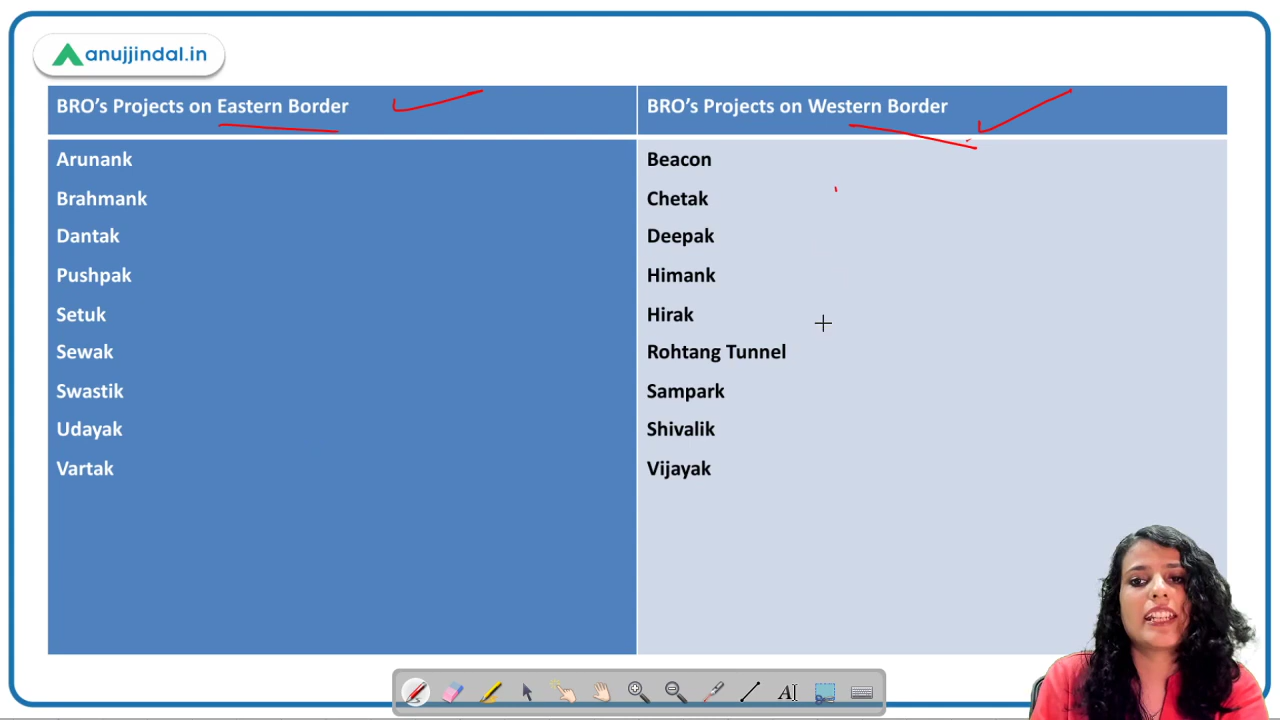 anujjindal.in
BRO's Projects on Eastern Border
BRO's Projects on Western Border
Arunank
Brahmank
Dantak
Pushpak
Setuk
Sewak
Swastik
Udayak
Vartak
Beacon
Chetak
Deepak
Himank
Hirak
Rohtang Tunnel
Sampark
Shivalik
Vijayak
A